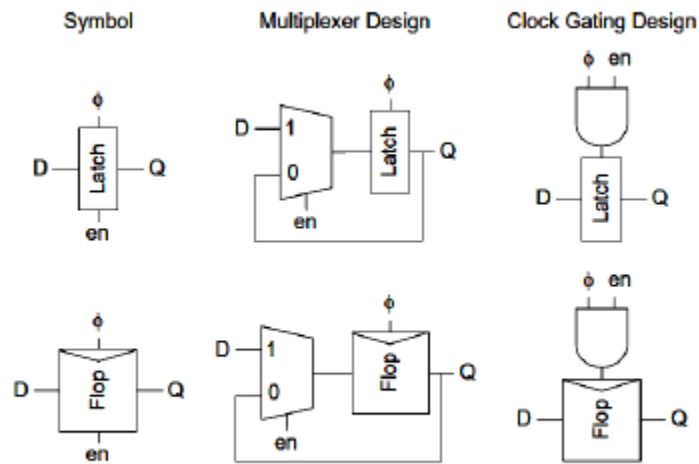 Symbol Multiplexer Design Clock Gating Design
ϕ en
ϕ ϕ
D 1
D Latch Q 0 Latch Q D Latch Q
en en
ϕ en
ϕ ϕ
D 1
D Flop Q 0 Flop Q D Flop Q
en en